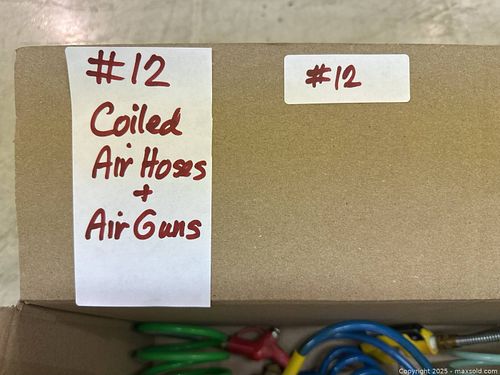 #12
Coiled
Air Hoses
+
Air Guns
#12
Copyright 2025 - maxsold.com